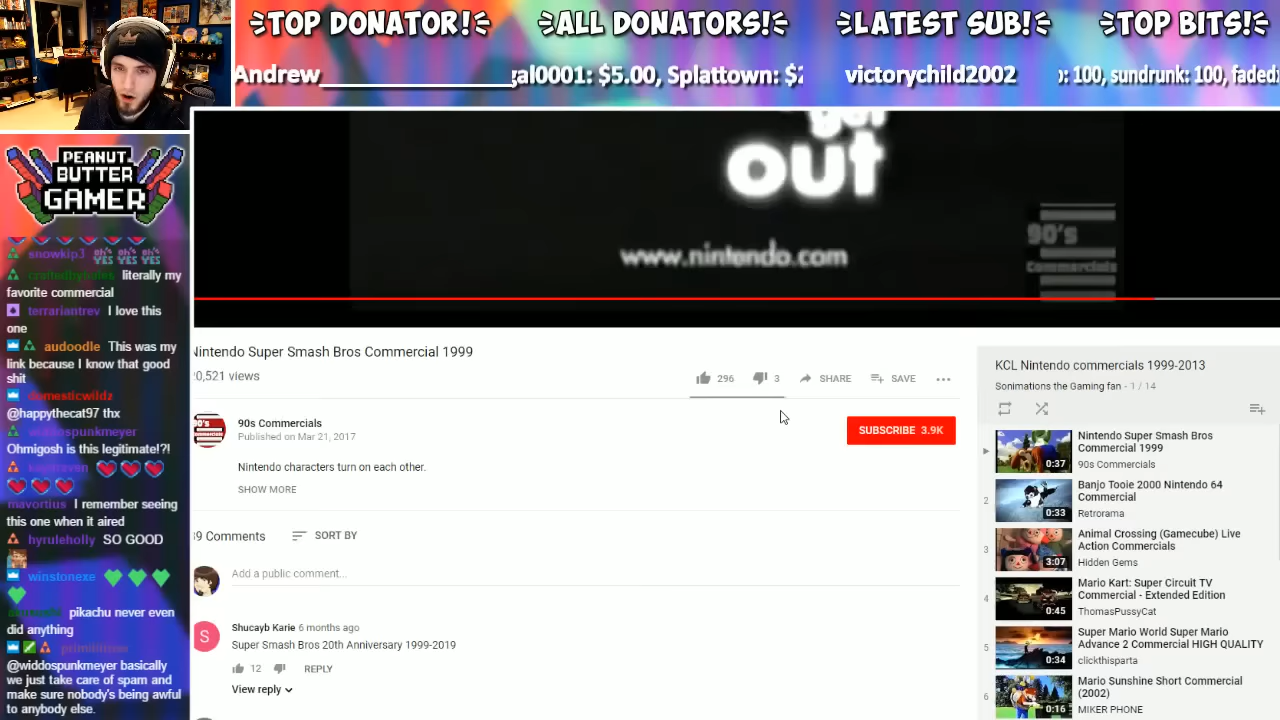 TOP DONATOR!
ALL DONATORS!
LATEST SUB!
TOP BITS!
Andrew
gal0001: $5.00, Splattown: $2
victorychild2002
: 100, sundrunk: 100, faded
PEANUT
BUTTER
GAMER
snowkip3
literally my
favorite commercial
terrariantrev I love this
one
audoodle This was my
link because I know that good
shit
domesticwildz
@happythecat97 thx
widdospunkmeyer
Ohmigosh is this legitimate!?!
mavortius I remember seeing
this one when it aired
hyruleholly SO GOOD
winstonexe
pikachu never even
did anything
@widdospunkmeyer basically
we just take care of spam and
make sure nobody's being awful
to anybody else.
out
www.nintendo.com
90's
Commercials
Nintendo Super Smash Bros Commercial 1999
0,521 views
296
3
SHARE
SAVE
90s Commercials
Published on Mar 21, 2017
SUBSCRIBE 3.9K
Nintendo characters turn on each other.
SHOW MORE
9 Comments
SORT BY
Add a public comment...
S
Shucayb Karie 6 months ago
Super Smash Bros 20th Anniversary 1999-2019
12
REPLY
View reply
KCL Nintendo commercials 1999-2013
Sonimations the Gaming fan - 1 / 14
Nintendo Super Smash Bros
Commercial 1999
90s Commercials
0:37
2
Banjo Tooie 2000 Nintendo 64
Commercial
Retrorama
0:33
3
Animal Crossing (Gamecube) Live
Action Commercials
Hidden Gems
3:07
4
Mario Kart: Super Circuit TV
Commercial - Extended Edition
ThomasPussyCat
0:45
5
Super Mario World Super Mario
Advance 2 Commercial HIGH QUALITY
clickthisparta
0:34
6
Mario Sunshine Short Commercial
(2002)
MIKER PHONE
0:16